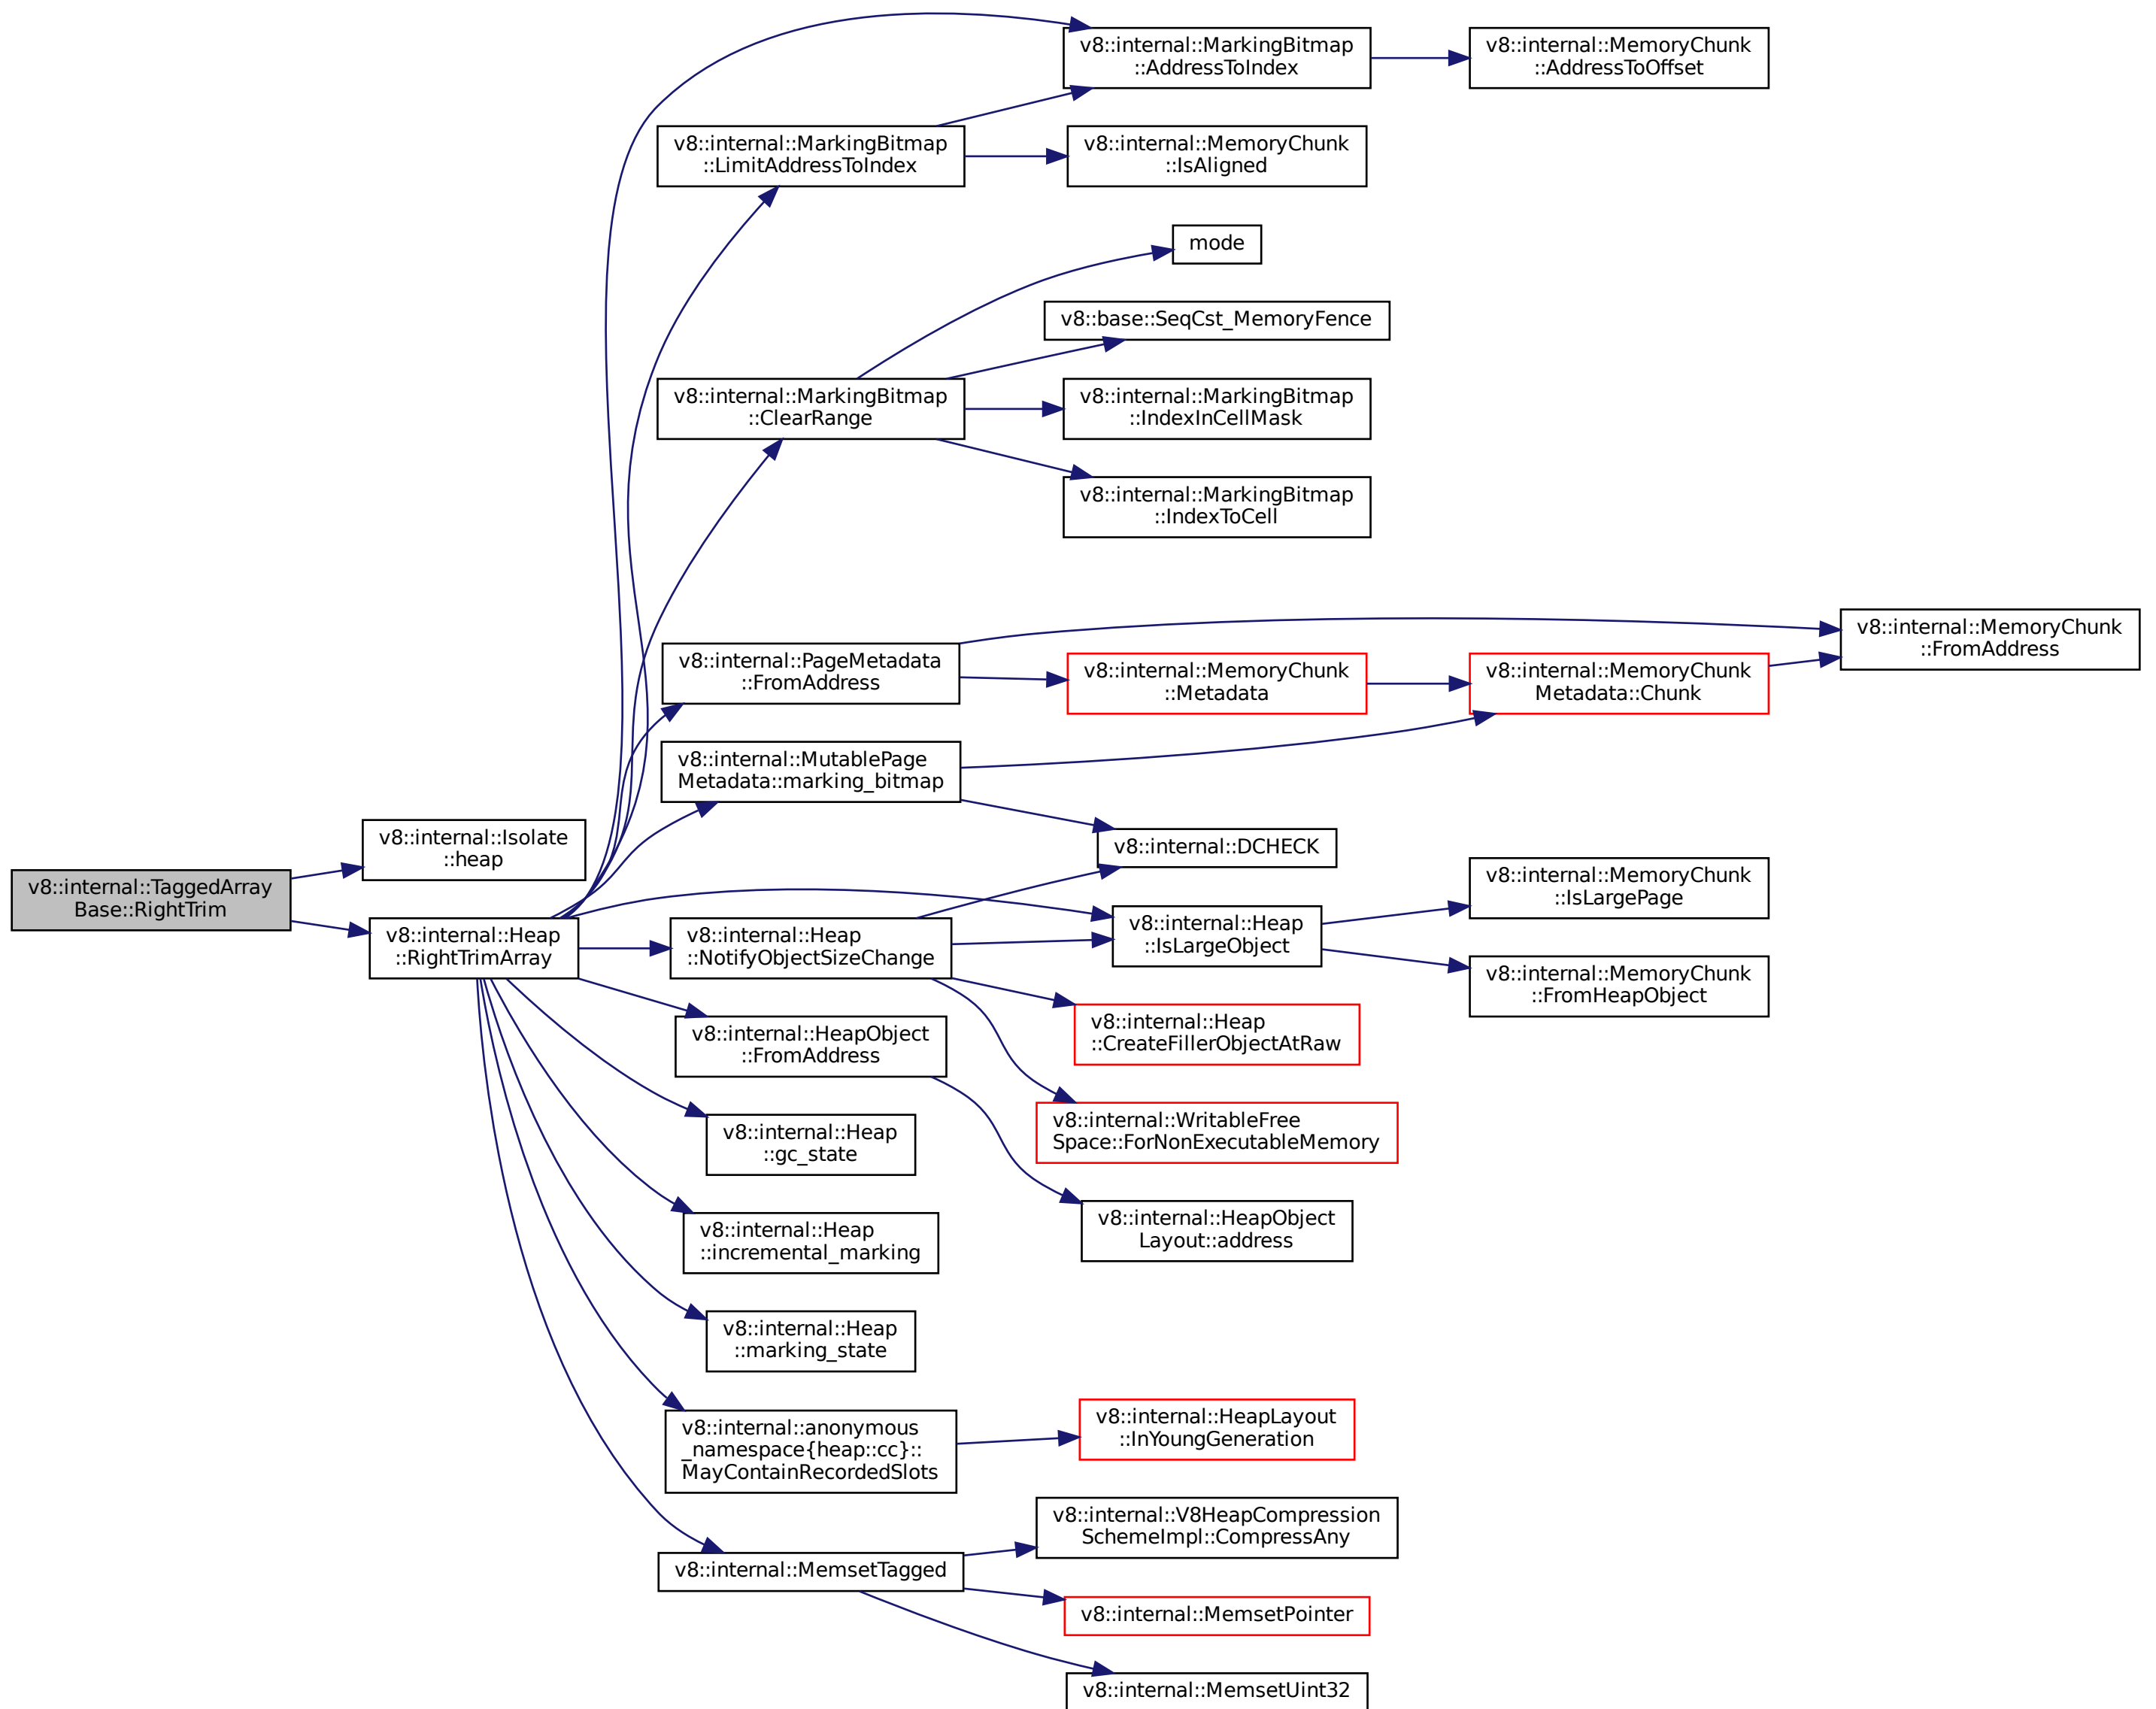 v8::internal::MarkingBitmap
::AddressToIndex
v8::internal::MemoryChunk
::AddressToOffset
v8::internal::MarkingBitmap
::LimitAddressToIndex
v8::internal::MemoryChunk
::IsAligned
mode
v8::base::SeqCst_MemoryFence
v8::internal::MarkingBitmap
::ClearRange
v8::internal::MarkingBitmap
::IndexInCellMask
v8::internal::MarkingBitmap
::IndexToCell
v8::internal::MemoryChunk
::FromAddress
v8::internal::PageMetadata
::FromAddress
v8::internal::MemoryChunk
::Metadata
v8::internal::MemoryChunk
Metadata::Chunk
v8::internal::MutablePage
Metadata::marking_bitmap
v8::internal::DCHECK
v8::internal::Isolate
::heap
v8::internal::TaggedArray
Base::RightTrim
v8::internal::MemoryChunk
::IsLargePage
v8::internal::Heap
::RightTrimArray
v8::internal::Heap
::NotifyObjectSizeChange
v8::internal::Heap
::IsLargeObject
v8::internal::MemoryChunk
::FromHeapObject
v8::internal::HeapObject
::FromAddress
v8::internal::Heap
::CreateFillerObjectAtRaw
v8::internal::Heap
::gc_state
v8::internal::WritableFree
Space::ForNonExecutableMemory
v8::internal::Heap
::incremental_marking
v8::internal::HeapObject
Layout::address
v8::internal::Heap
::marking_state
v8::internal::anonymous
_namespace{heap::cc}::
MayContainRecordedSlots
v8::internal::HeapLayout
::InYoungGeneration
v8::internal::MemsetTagged
v8::internal::V8HeapCompression
SchemeImpl::CompressAny
v8::internal::MemsetPointer
v8::internal::MemsetUint32